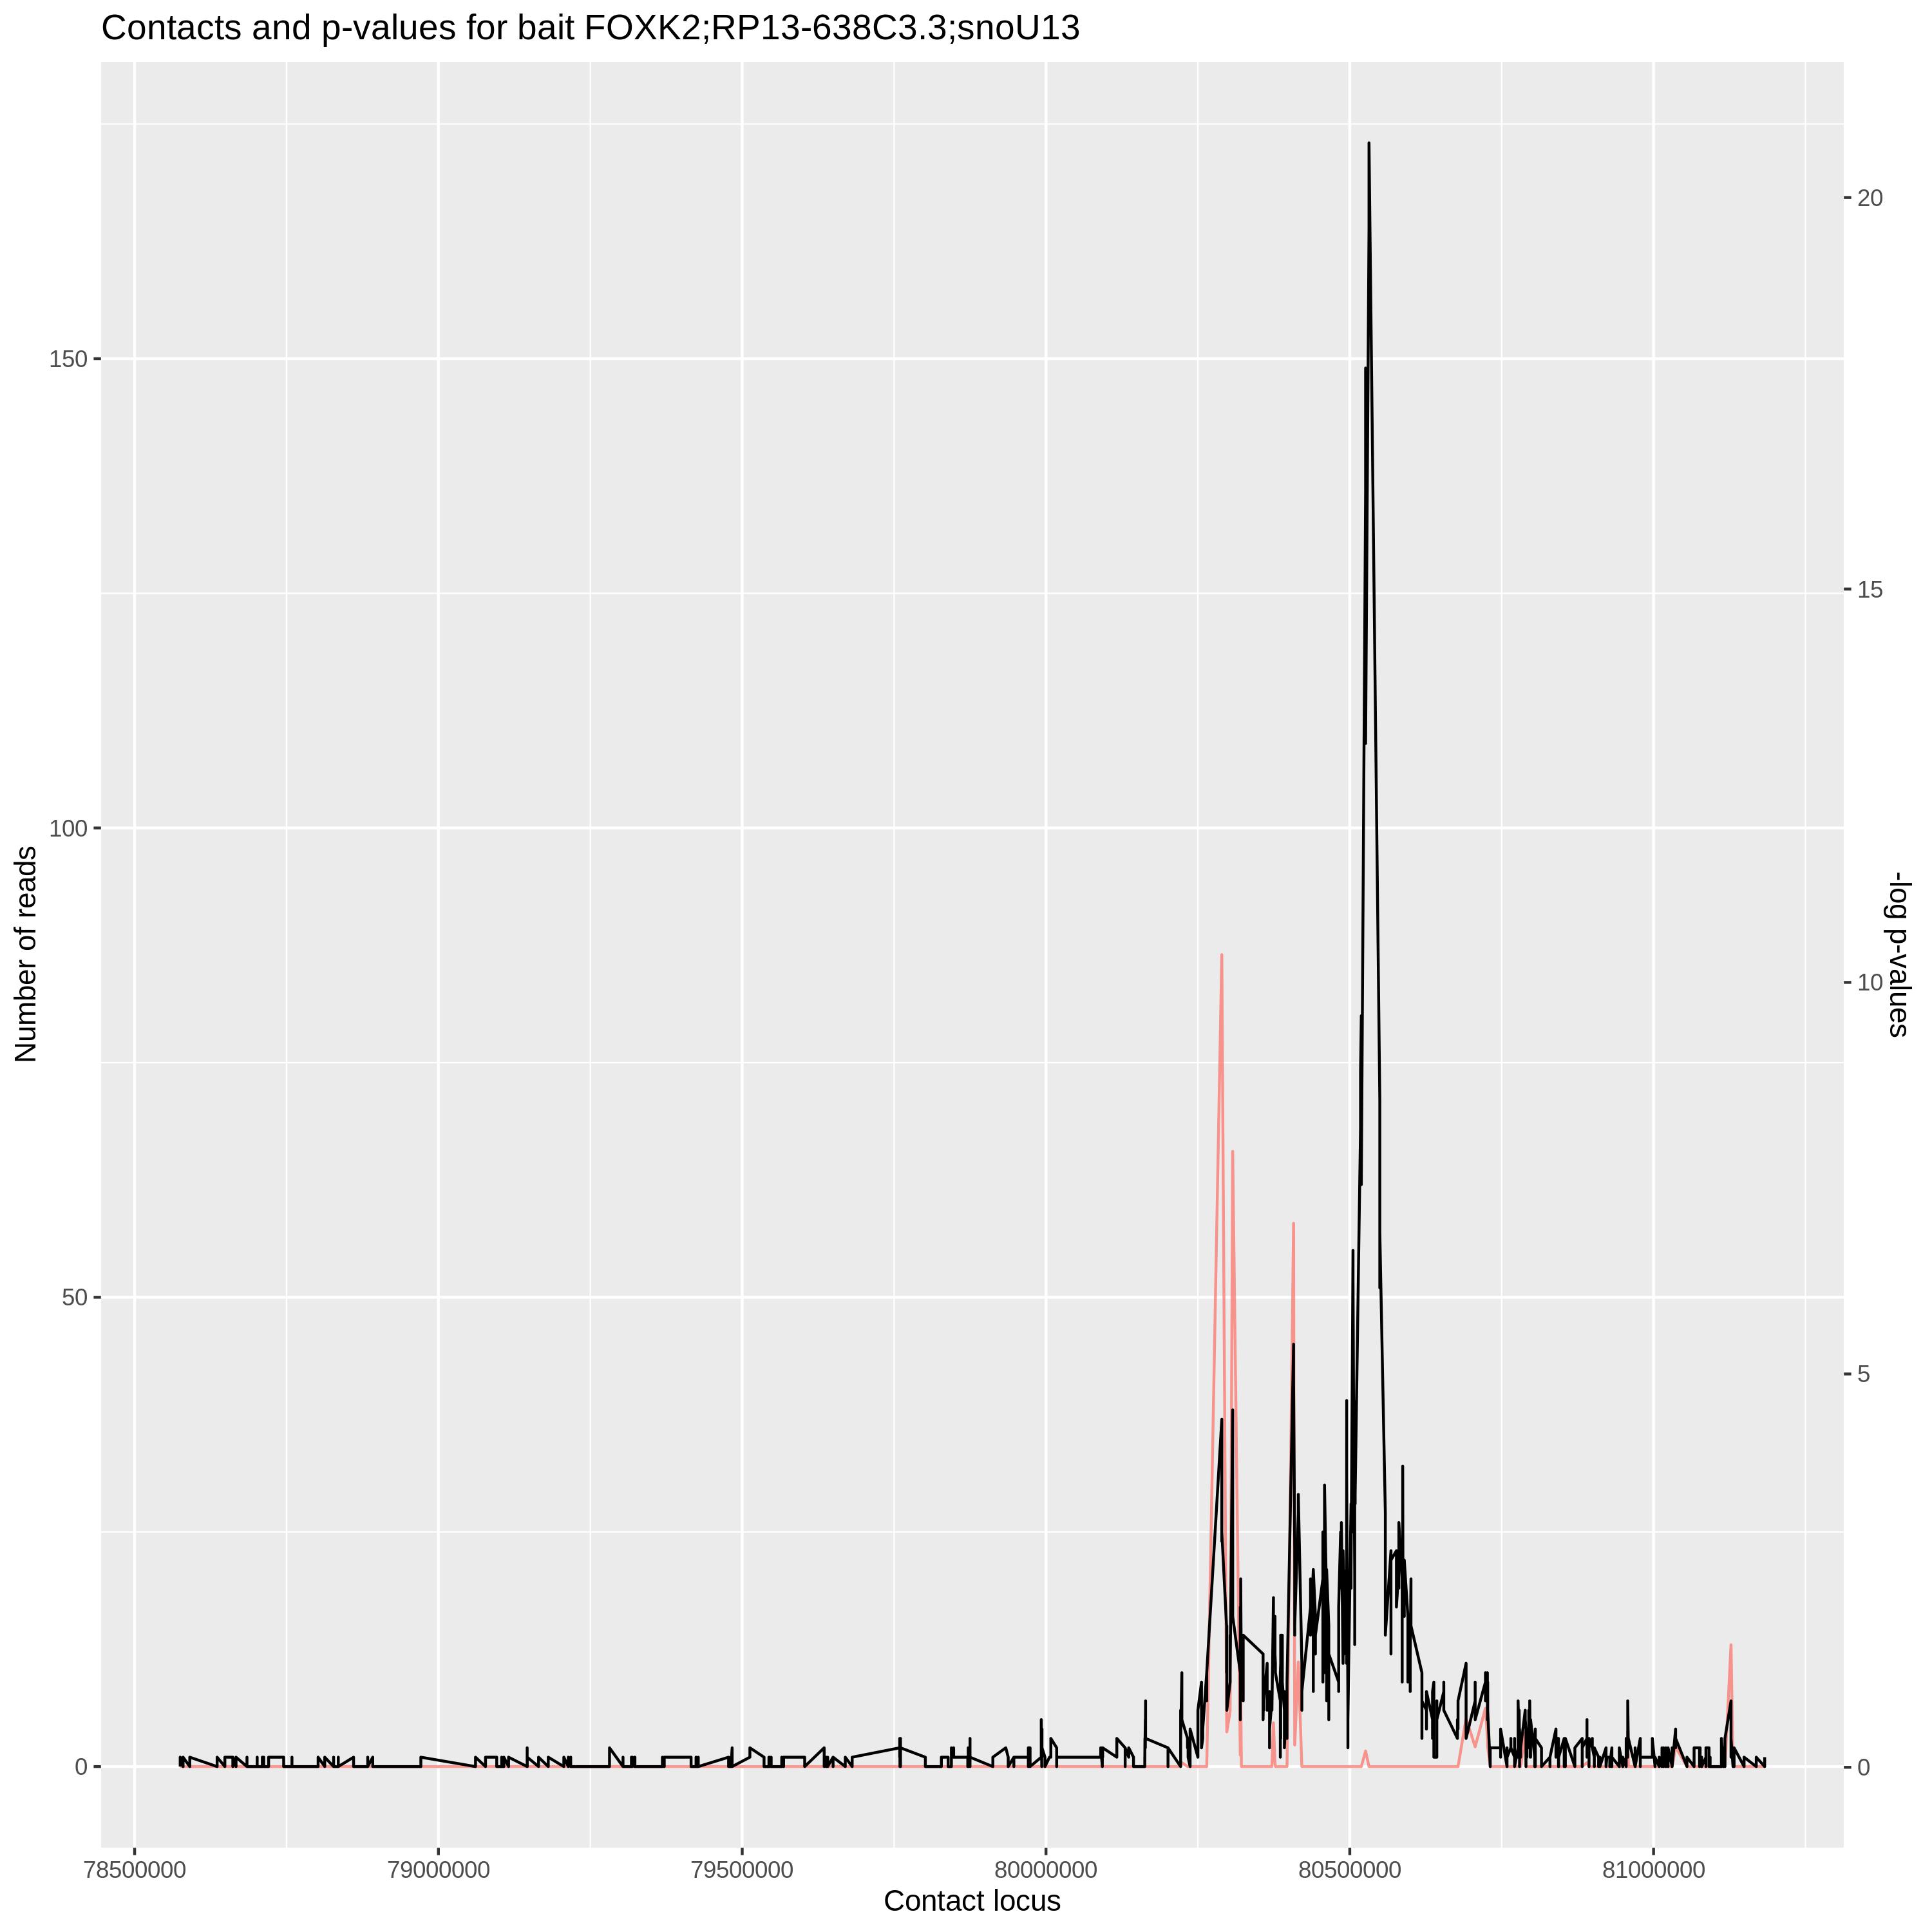 Contacts and p-values for bait FOXK2;RP13-638C3.3;snoU13
Number of reads
150
100
50
0
20
15
10
5
0
-log p-values
78500000 79000000 79500000 80000000 80500000 81000000
Contact locus